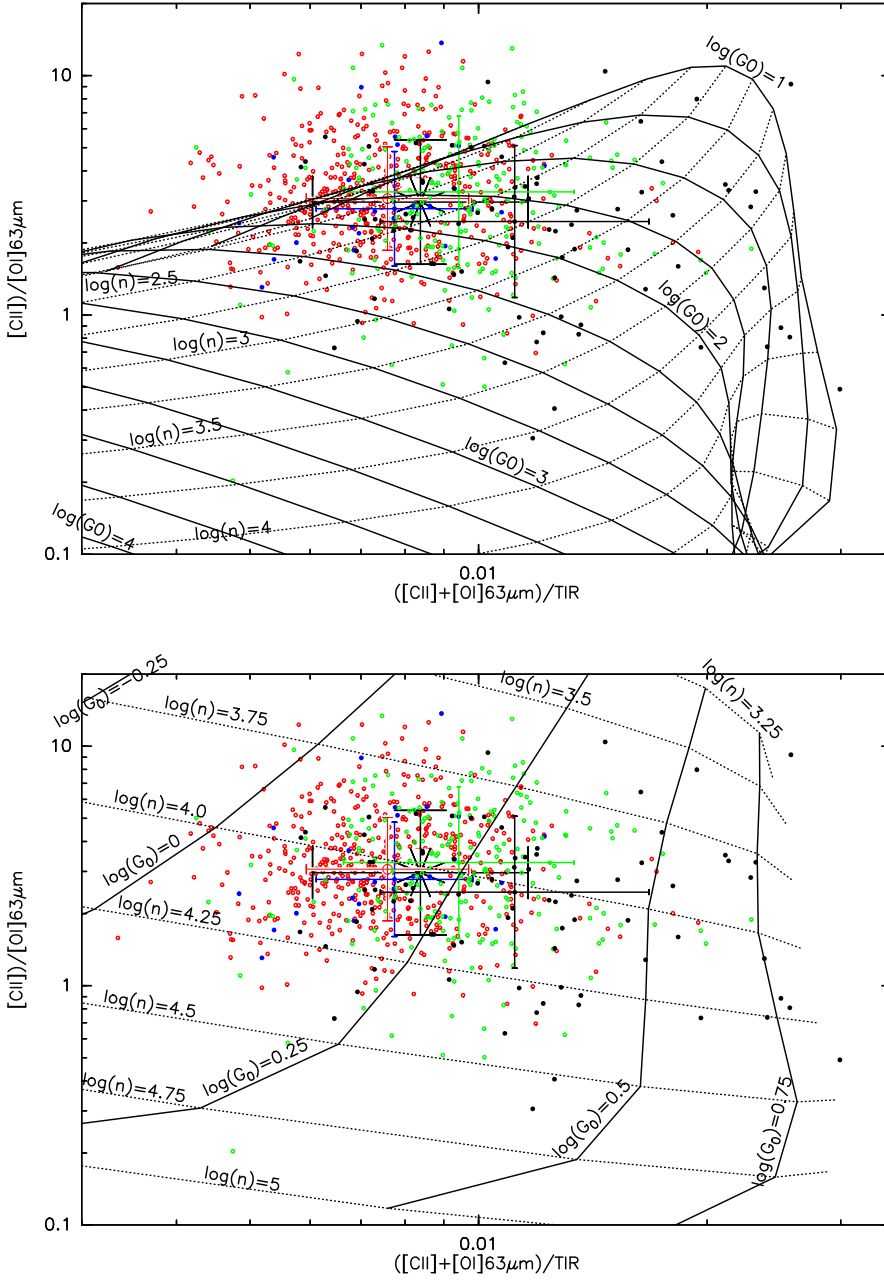 10
1
0.1
[CII])/[OI]63μm
log(G0)=1
log(n)=2.5
log(n)=3
log(G0)=2
log(n)=3.5
log(G0)=3
log(G0)=4
log(n)=4
0.01
([CII]+[OI]63μm)/TIR
10
1
0.1
[CII])/[OI]63μm
log(G₀)=−0.25
log(n)=3.75
log(n)=3.5
log(n)=3.25
log(n)=4.0
log(G₀)=0
log(n)=4.25
log(n)=4.5
log(G₀)=0.25
log(n)=4.75
log(G₀)=0.5
log(G₀)=0.75
log(n)=5
0.01
([CII]+[OI]63μm)/TIR